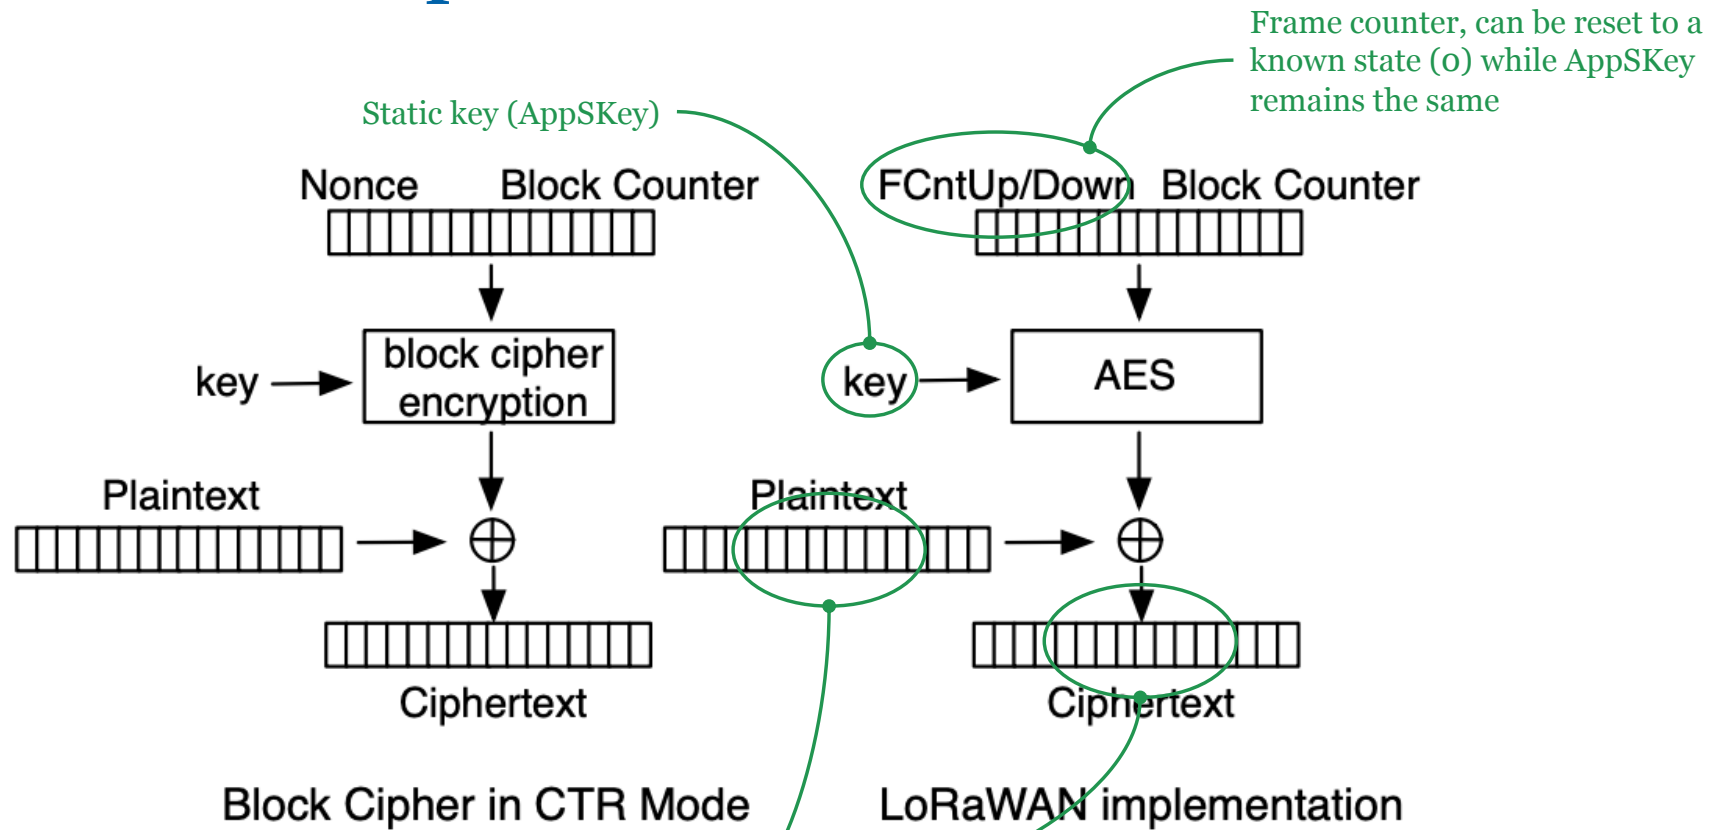 Frame counter, can be reset to a
known state (0) while AppSKey
remains the same
Static key (AppSKey)
Nonce
Block Counter
FCntUp/Down
Block Counter
key
block cipher
encryption
key
AES
Plaintext
Plaintext
Ciphertext
Ciphertext
Block Cipher in CTR Mode
LoRaWAN implementation